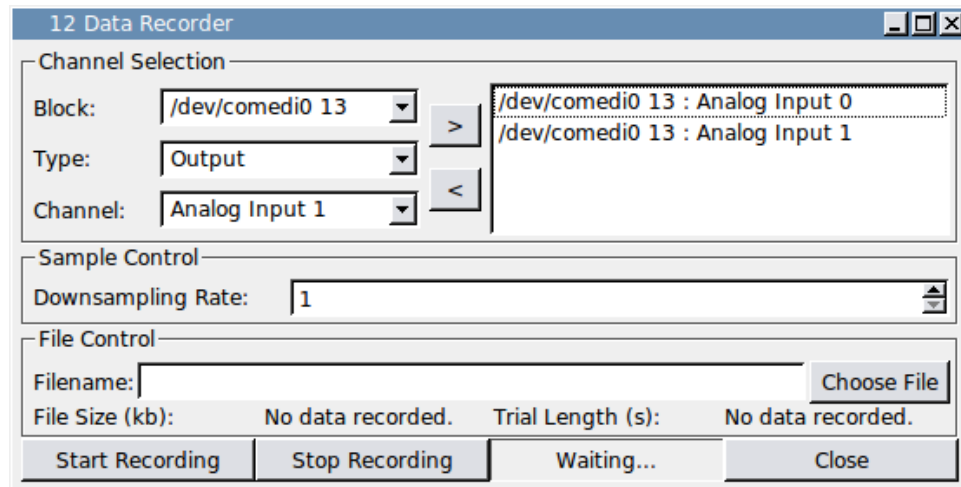 12 Data Recorder
Channel Selection
Block: /dev/comedi0 13
Type: Output
Channel: Analog Input 1
>
<
/dev/comedi0 13 : Analog Input 0
/dev/comedi0 13 : Analog Input 1
Sample Control
Downsampling Rate: 1
File Control
Filename: Choose File
File Size (kb): No data recorded. Trial Length (s): No data recorded.
Start Recording Stop Recording Waiting... Close